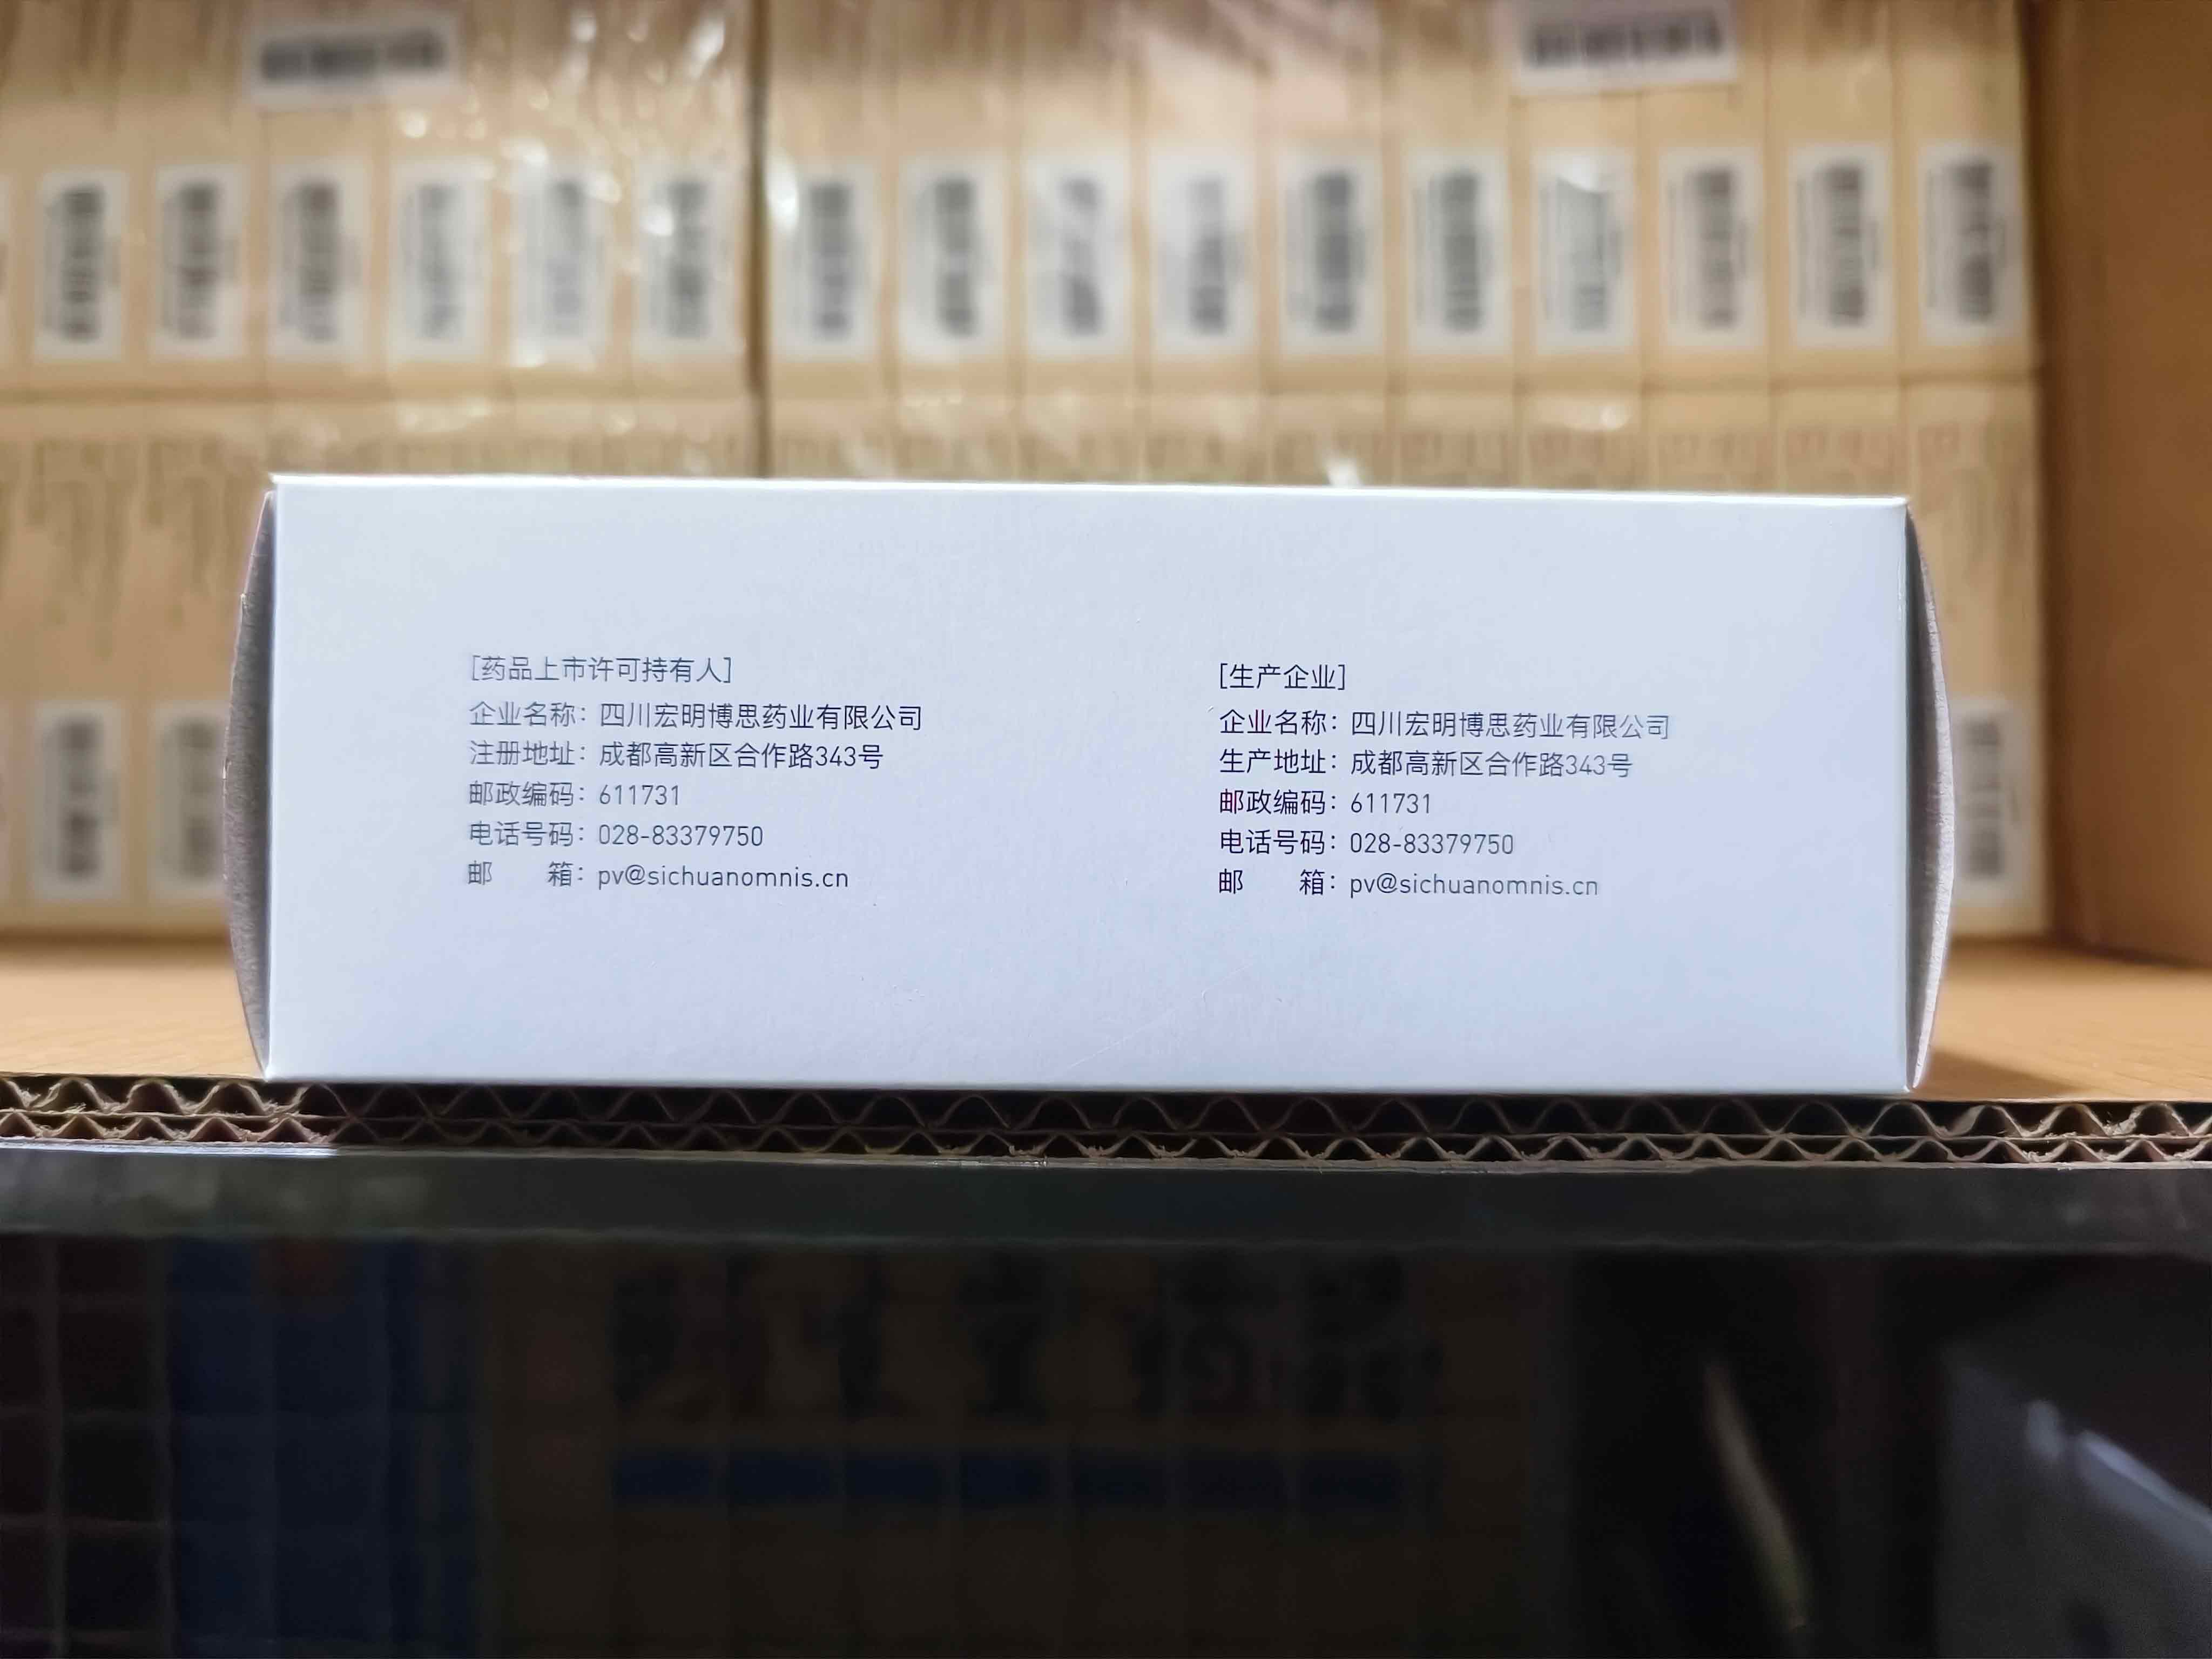 [药品上市许可持有人]
企业名称：四川宏明博思药业有限公司
注册地址：成都高新区合作路343号
邮政编码：611731
电话号码：028-83379750
邮　　箱：pv@sichuanomnis.cn
[生产企业]
企业名称：四川宏明博思药业有限公司
生产地址：成都高新区合作路343号
邮政编码：611731
电话号码：028-83379750
邮　　箱：pv@sichuanomnis.cn